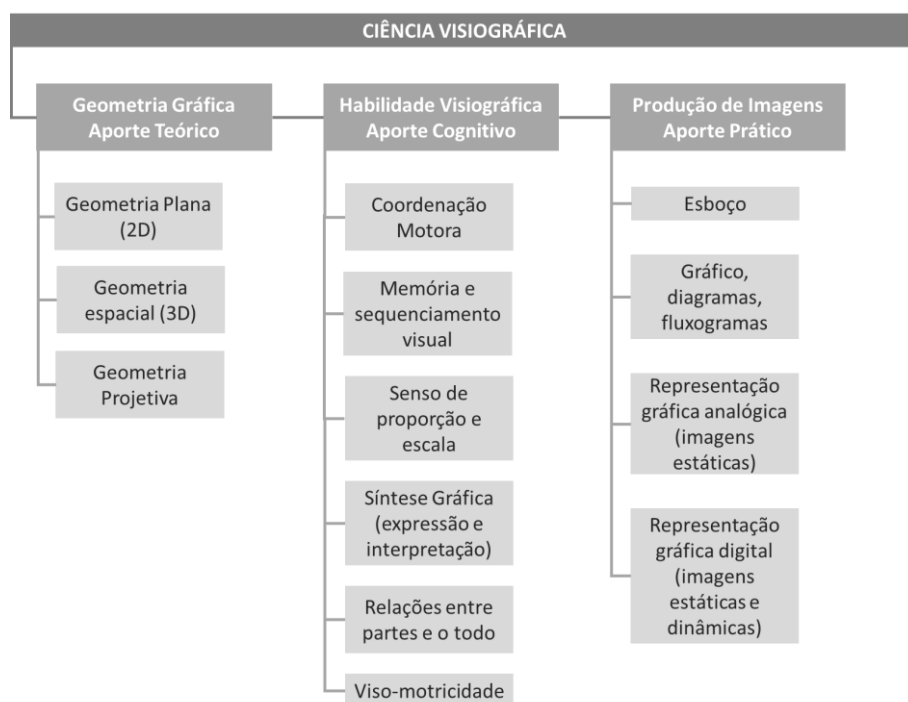 CIÊNCIA VISIOGRÁFICA
Geometria Gráfica
Aporte Teórico
Geometria Plana
(2D)
Geometria
espacial (3D)
Geometria
Projetiva
Habilidade Visiográfica
Aporte Cognitivo
Coordenação
Motora
Memória e
sequenciamento
visual
Senso de
proporção e
escala
Síntese Gráfica
(expressão e
interpretação)
Relações entre
partes e o todo
Viso-motricidade
Produção de Imagens
Aporte Prático
Esboço
Gráfico,
diagramas,
fluxogramas
Representação
gráfica analógica
(imagens
estáticas)
Representação
gráfica digital
(imagens
estáticas e
dinâmicas)